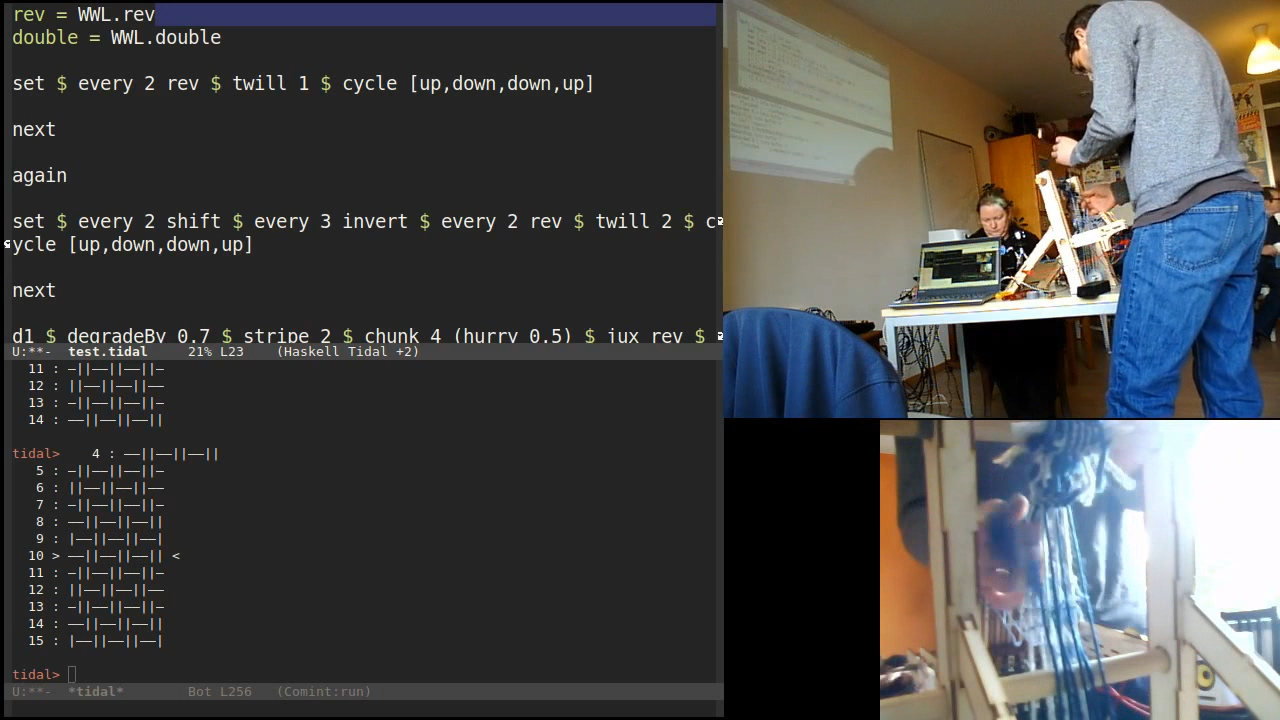 rev = WWL.rev
double = WWL.double
set $ every 2 rev $ twill 1 $ cycle [up,down,down,up]
next
again
set $ every 2 shift $ every 3 invert $ every 2 rev $ twill 2 $ c
ycle [up,down,down,up]
next
d1 $ degradeBy 0.7 $ stripe 2 $ chunk 4 (hurry 0.5) $ jux rev $
U:**-  test.tidal     21% L23    (Haskell Tidal +2)
11 : —||——||——||—
12 : ||——||——||——
13 : —||——||——||—
14 : ——||——||——||
tidal>    4 : ——||——||——||
5 : —||——||——||—
6 : ||——||——||——
7 : —||——||——||—
8 : ——||——||——||
9 : |——||——||——|
10 > ——||——||——|| <
11 : —||——||——||—
12 : ||——||——||——
13 : —||——||——||—
14 : ——||——||——||
15 : |——||——||——|
tidal>
U:**-  *tidal*        Bot L256   (Comint:run)